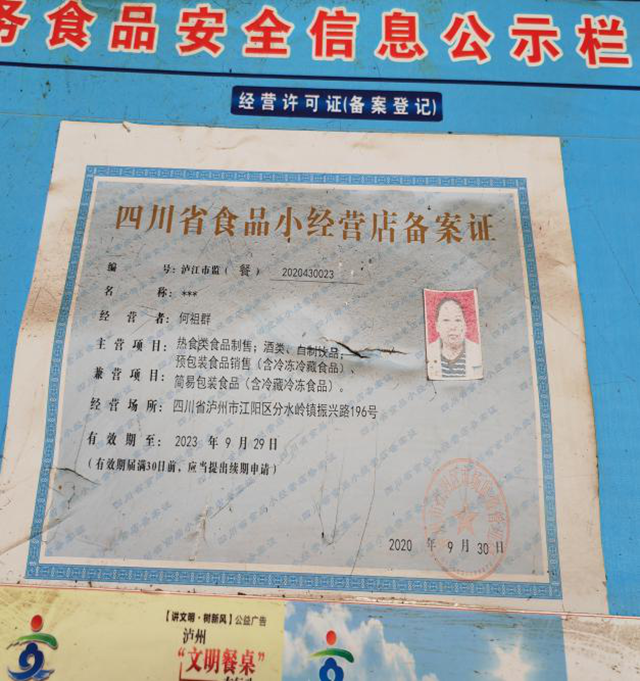 务食品安全信息公示栏
经营许可证(备案登记)
四川省食品小经营店备案证
编 号: 泸江市监( 餐 ) 2020430023
名 称: ***
经 营 者: 何祖群
主 营 项 目: 热食类食品制售; 酒类、自制饮品;
预包装食品销售(含冷冻冷藏食品)、
兼 营 项 目: 简易包装食品(含冷藏冷冻食品)。
经 营 场 所: 四川省泸州市江阳区分水岭镇振兴路196号
有 效 期 至: 2023 年 9 月 29 日
(有效期届满30日前,应当提出续期申请)
2020 年 9 月 30 日
【讲文明·树新风】公益广告
泸州
“文明餐桌”